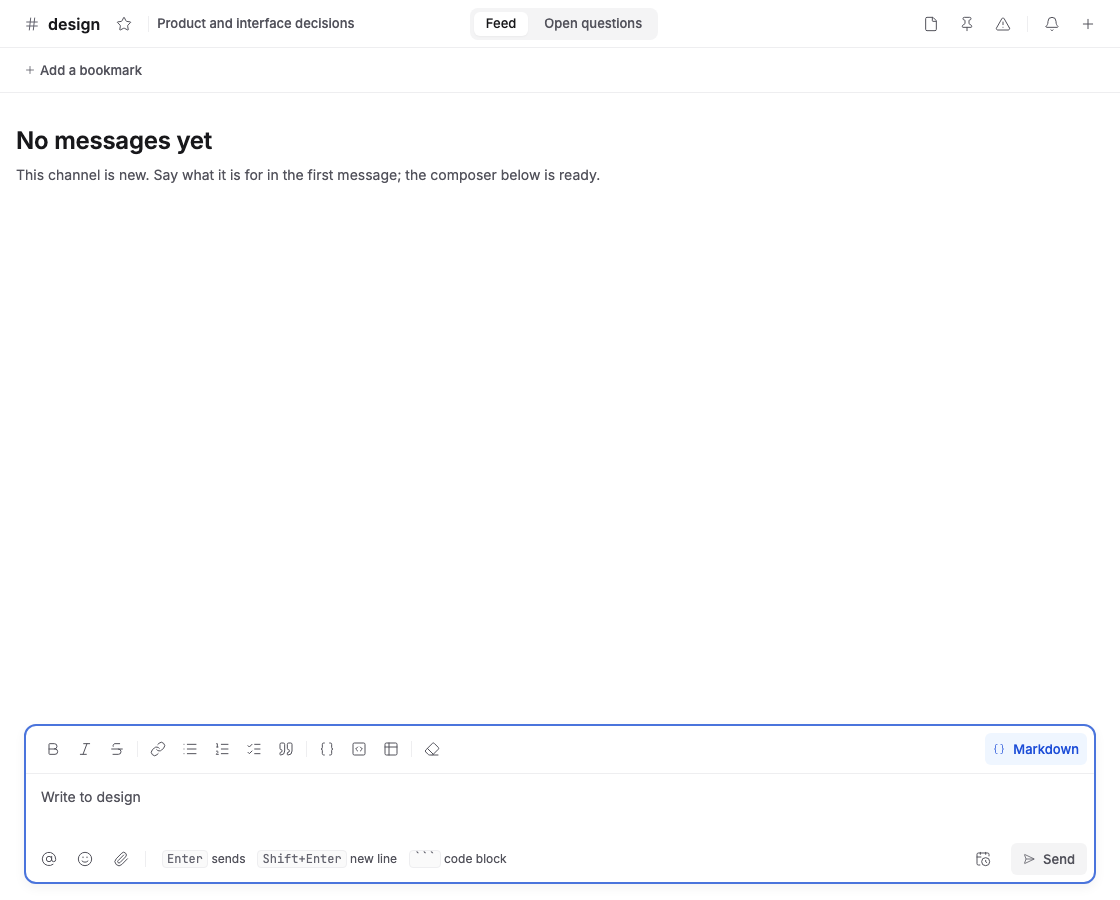 # design
Product and interface decisions
Feed
Open questions
+ Add a bookmark
No messages yet
This channel is new. Say what it is for in the first message; the composer below is ready.
Markdown
Write to design
Enter sends
Shift+Enter new line
``` code block
Send